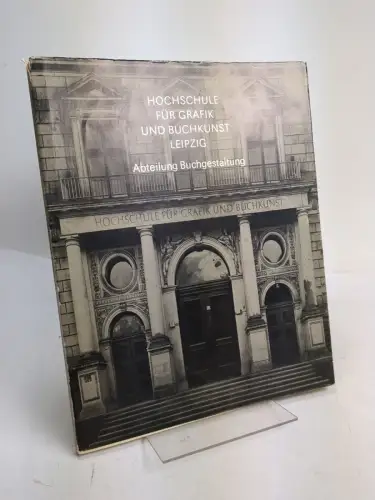 HOCHSCHULE
FÜR GRAFIK
UND BUCHKUNST
LEIPZIG
Abteilung Buchgestaltung
HOCHSCHULE FÜR GRAFIK UND BUCHKUNST